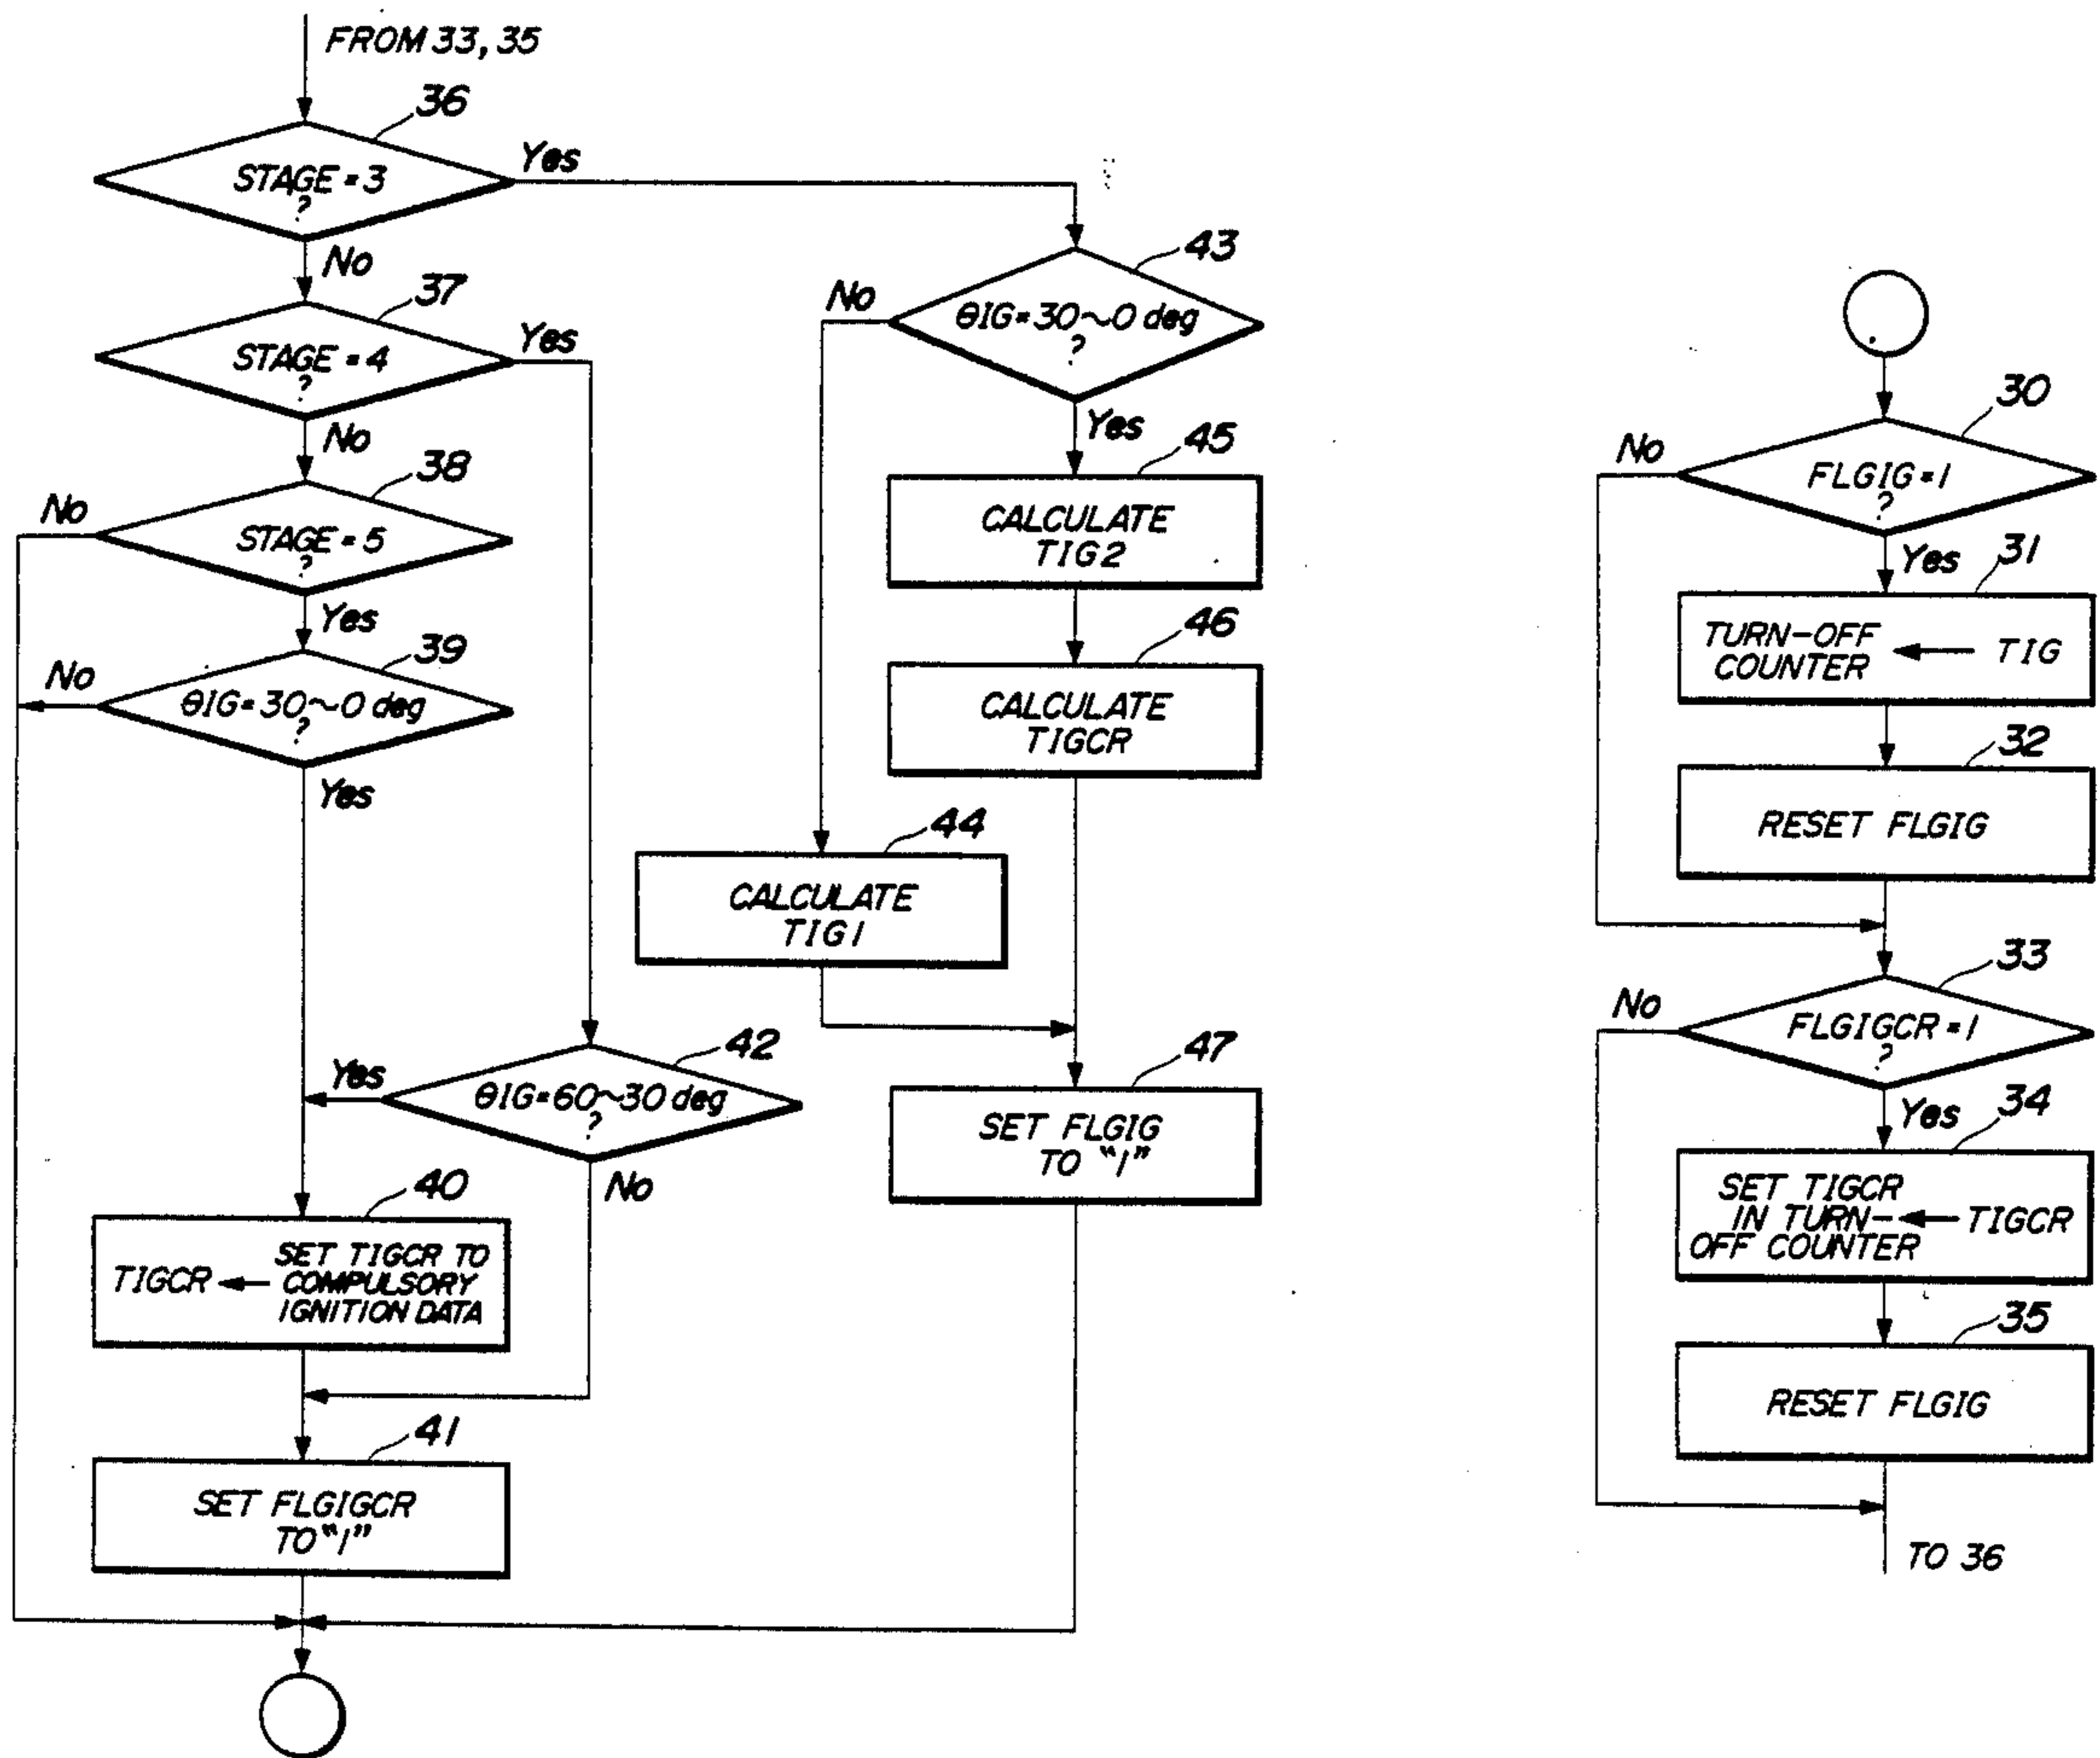 FROM 33, 35
36
STAGE = 3
?
Yes
No
37
STAGE = 4
?
Yes
No
38
STAGE = 5
?
No
Yes
39
θIG = 30~0 deg
?
No
Yes
43
θIG = 30~0 deg
?
No
Yes
45
CALCULATE
TIG2
46
CALCULATE
TIGCR
44
CALCULATE
TIG1
42
θIG = 60~30 deg
?
Yes
No
47
SET FLGIG
TO "1"
40
TIGCR ← SET TIGCR TO
COMPULSORY
IGNITION DATA
41
SET FLGIGCR
TO "1"
30
FLGIG = 1
?
No
Yes
31
TURN-OFF
COUNTER ← TIG
32
RESET FLGIG
33
FLGIGCR = 1
?
No
Yes
34
SET TIGCR
IN TURN- ← TIGCR
OFF COUNTER
35
RESET FLGIG
TO 36